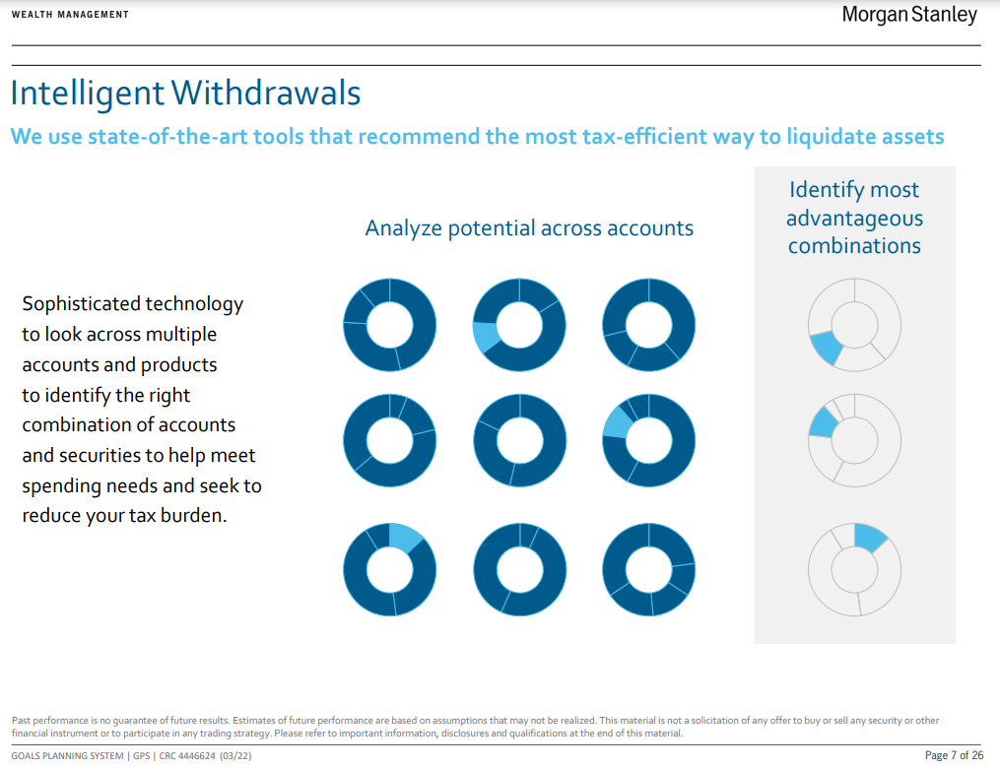 WEALTH MANAGEMENT
Morgan Stanley
Intelligent Withdrawals
We use state-of-the-art tools that recommend the most tax-efficient way to liquidate assets
Sophisticated technology
to look across multiple
accounts and products
to identify the right
combination of accounts
and securities to help meet
spending needs and seek to
reduce your tax burden.
Analyze potential across accounts
Identify most
advantageous
combinations
Past performance is no guarantee of future results. Estimates of future performance are based on assumptions that may not be realized. This material is not a solicitation of any offer to buy or sell any security or other
financial instrument or to participate in any trading strategy. Please refer to important information, disclosures and qualifications at the end of this material.
GOALS PLANNING SYSTEM | GPS | CRC 4446624 (03/22)
Page 7 of 26